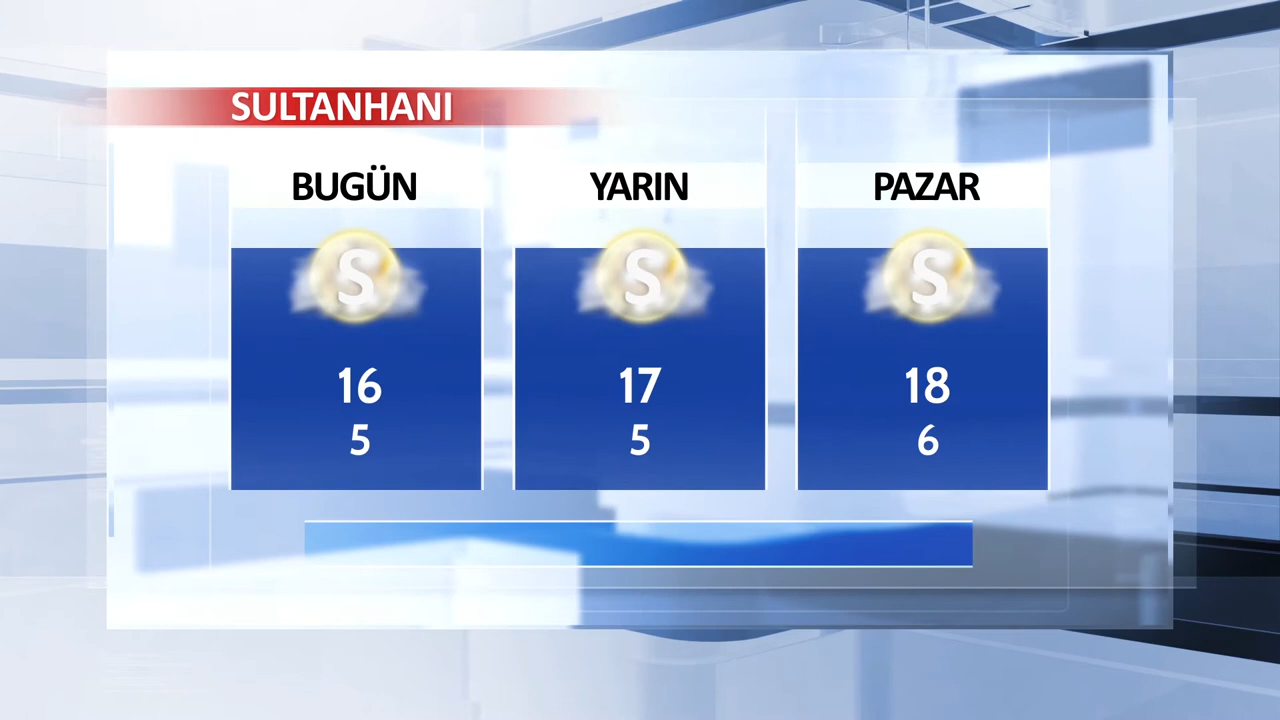 SULTANHANI
BUGÜN YARIN PAZAR
S S S
16 17 18
5 5 6